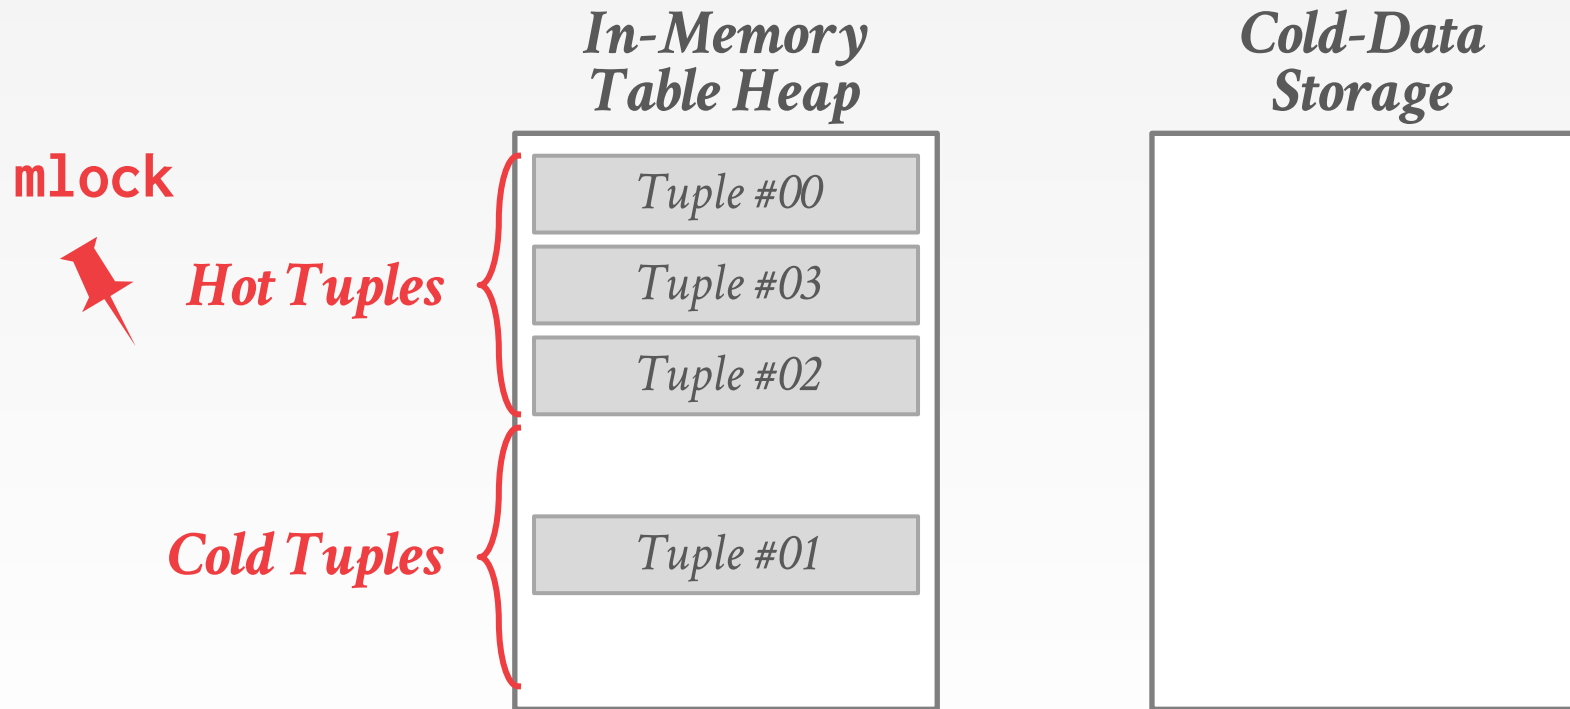 In-Memory
Table Heap
Cold-Data
Storage
mlock
Hot Tuples
Tuple #00
Tuple #03
Tuple #02
Cold Tuples
Tuple #01